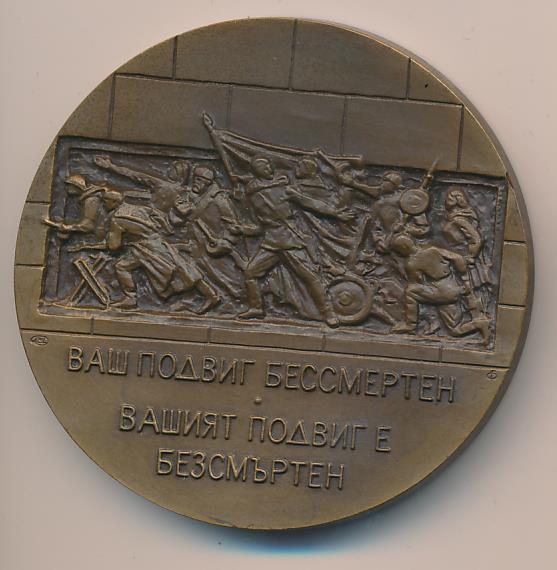 ВАШ ПОДВИГ БЕССМЕРТЕН
ВАШИЯТ ПОДВИГ Е
БЕЗСМЪРТЕН